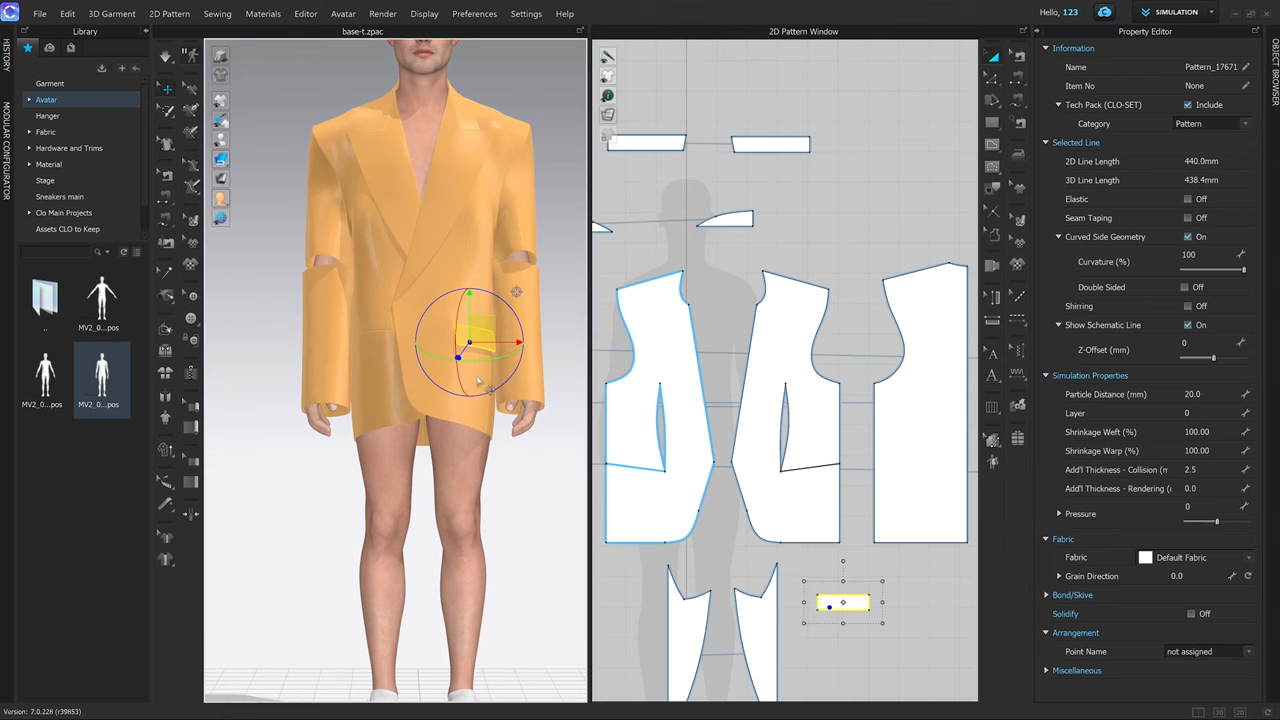 File Edit 3D Garment 2D Pattern Sewing Materials Editor Avatar Render Display Preferences Settings Help
Hello, 123
SIMULATION
HISTORY
MODULAR CONFIGURATOR
Library
Garment
Avatar
Hanger
Fabric
Hardware and Trims
Material
Stage
Sneakers main
Clo Main Projects
Assets CLO to Keep
..
MV2_0...pos
MV2_0...pos
MV2_0...pos
base-t.zpac
2D Pattern Window
Property Editor
OBJECT BROWSER
Information
Name Pattern_17671
Item No None
Tech Pack (CLO-SET) Include
Category Pattern
Selected Line
2D Line Length 440.0mm
3D Line Length 438.4mm
Elastic Off
Seam Taping Off
Curved Side Geometry On
Curvature (%) 100
Double Sided Off
Shirring Off
Show Schematic Line On
Z-Offset (mm) 0
Simulation Properties
Particle Distance (mm) 20.0
Layer 0
Shrinkage Weft (%) 100.00
Shrinkage Warp (%) 100.00
Add'l Thickness - Collision (m 2.5
Add'l Thickness - Rendering ( 0.0
Pressure 0
Fabric
Fabric Default Fabric
Grain Direction 0.0
Bond/Skive
Solidify Off
Arrangement
Point Name not assigned
Miscellaneous
Version: 7.0.228 (r39853)
3D
2D